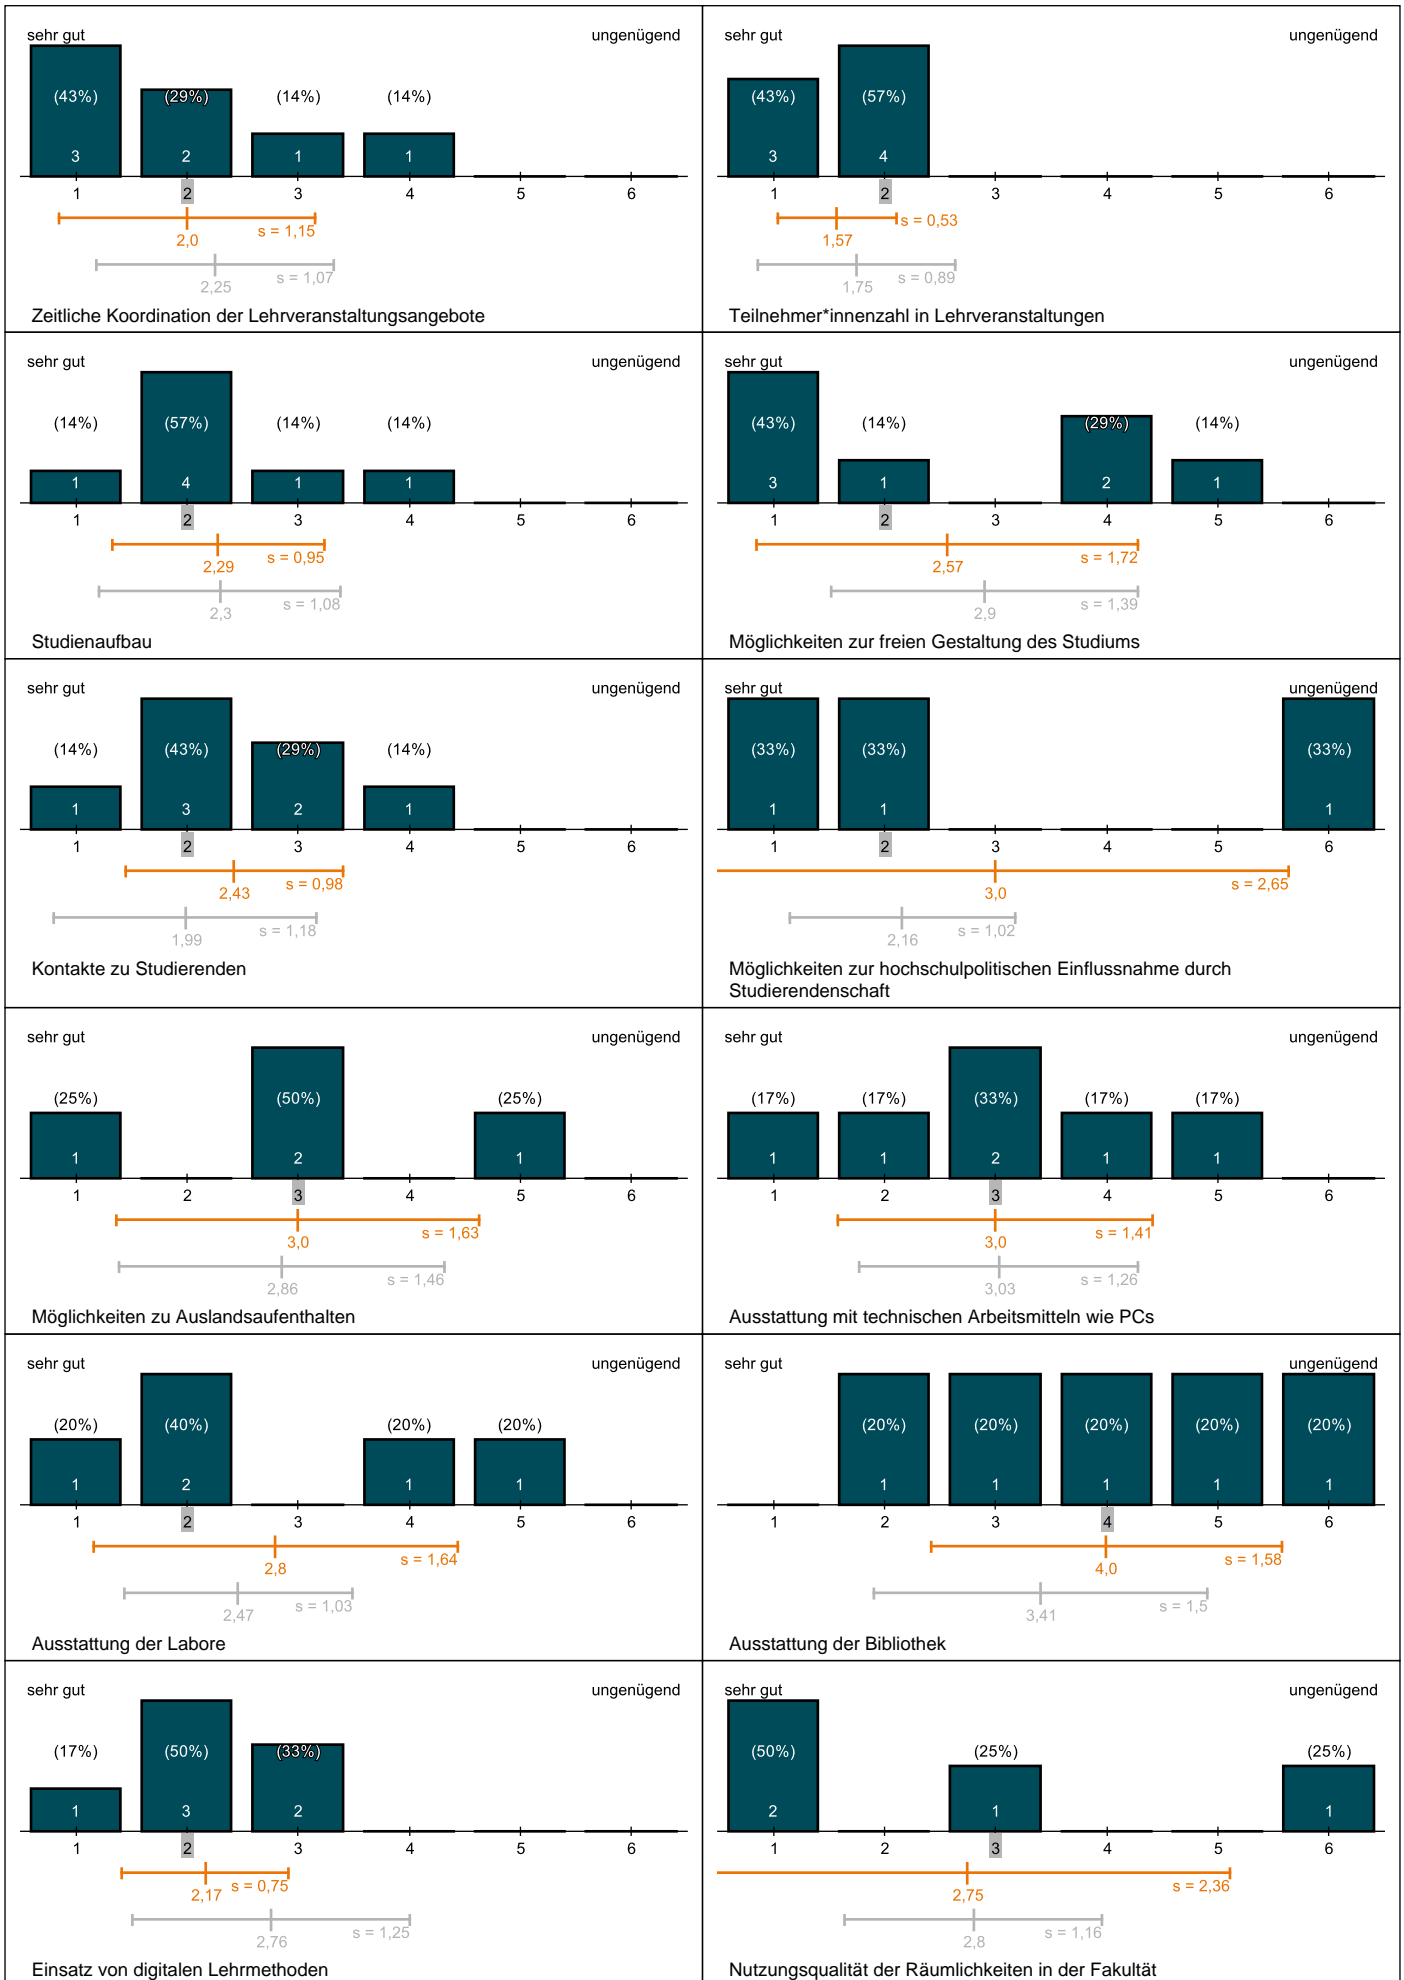 sehr gut ungenügend
(43%) (29%) (14%) (14%)
3 2 1 1
1 2 3 4 5 6
s = 1,15
2,0
s = 1,07
2,25
Zeitliche Koordination der Lehrveranstaltungsangebote
sehr gut ungenügend
(43%) (57%)
3 4
1 2 3 4 5 6
s = 0,53
1,57
s = 0,89
1,75
Teilnehmer*innenzahl in Lehrveranstaltungen
sehr gut ungenügend
(14%) (57%) (14%) (14%)
1 4 1 1
1 2 3 4 5 6
s = 0,95
2,29
s = 1,08
2,3
Studienaufbau
sehr gut ungenügend
(43%) (14%) (29%) (14%)
3 1 2 1
1 2 3 4 5 6
s = 1,72
2,57
s = 1,39
2,9
Möglichkeiten zur freien Gestaltung des Studiums
sehr gut ungenügend
(14%) (43%) (29%) (14%)
1 3 2 1
1 2 3 4 5 6
s = 0,98
2,43
s = 1,18
1,99
Kontakte zu Studierenden
sehr gut ungenügend
(33%) (33%) (33%)
1 1 1
1 2 3 4 5 6
s = 2,65
3,0
s = 1,02
2,16
Möglichkeiten zur hochschulpolitischen Einflussnahme durch
Studierendenschaft
sehr gut ungenügend
(25%) (50%) (25%)
1 2 1
1 2 3 4 5 6
s = 1,63
3,0
s = 1,46
2,86
Möglichkeiten zu Auslandsaufenthalten
sehr gut ungenügend
(17%) (17%) (33%) (17%) (17%)
1 1 2 1 1
1 2 3 4 5 6
s = 1,41
3,0
s = 1,26
3,03
Ausstattung mit technischen Arbeitsmitteln wie PCs
sehr gut ungenügend
(20%) (40%) (20%) (20%)
1 2 1 1
1 2 3 4 5 6
s = 1,64
2,8
s = 1,03
2,47
Ausstattung der Labore
sehr gut ungenügend
(20%) (20%) (20%) (20%) (20%)
1 1 1 1 1
1 2 3 4 5 6
s = 1,58
4,0
s = 1,5
3,41
Ausstattung der Bibliothek
sehr gut ungenügend
(17%) (50%) (33%)
1 3 2
1 2 3 4 5 6
s = 0,75
2,17
s = 1,25
2,76
Einsatz von digitalen Lehrmethoden
sehr gut ungenügend
(50%) (25%) (25%)
2 1 1
1 2 3 4 5 6
s = 2,36
2,75
s = 1,16
2,8
Nutzungsqualität der Räumlichkeiten in der Fakultät